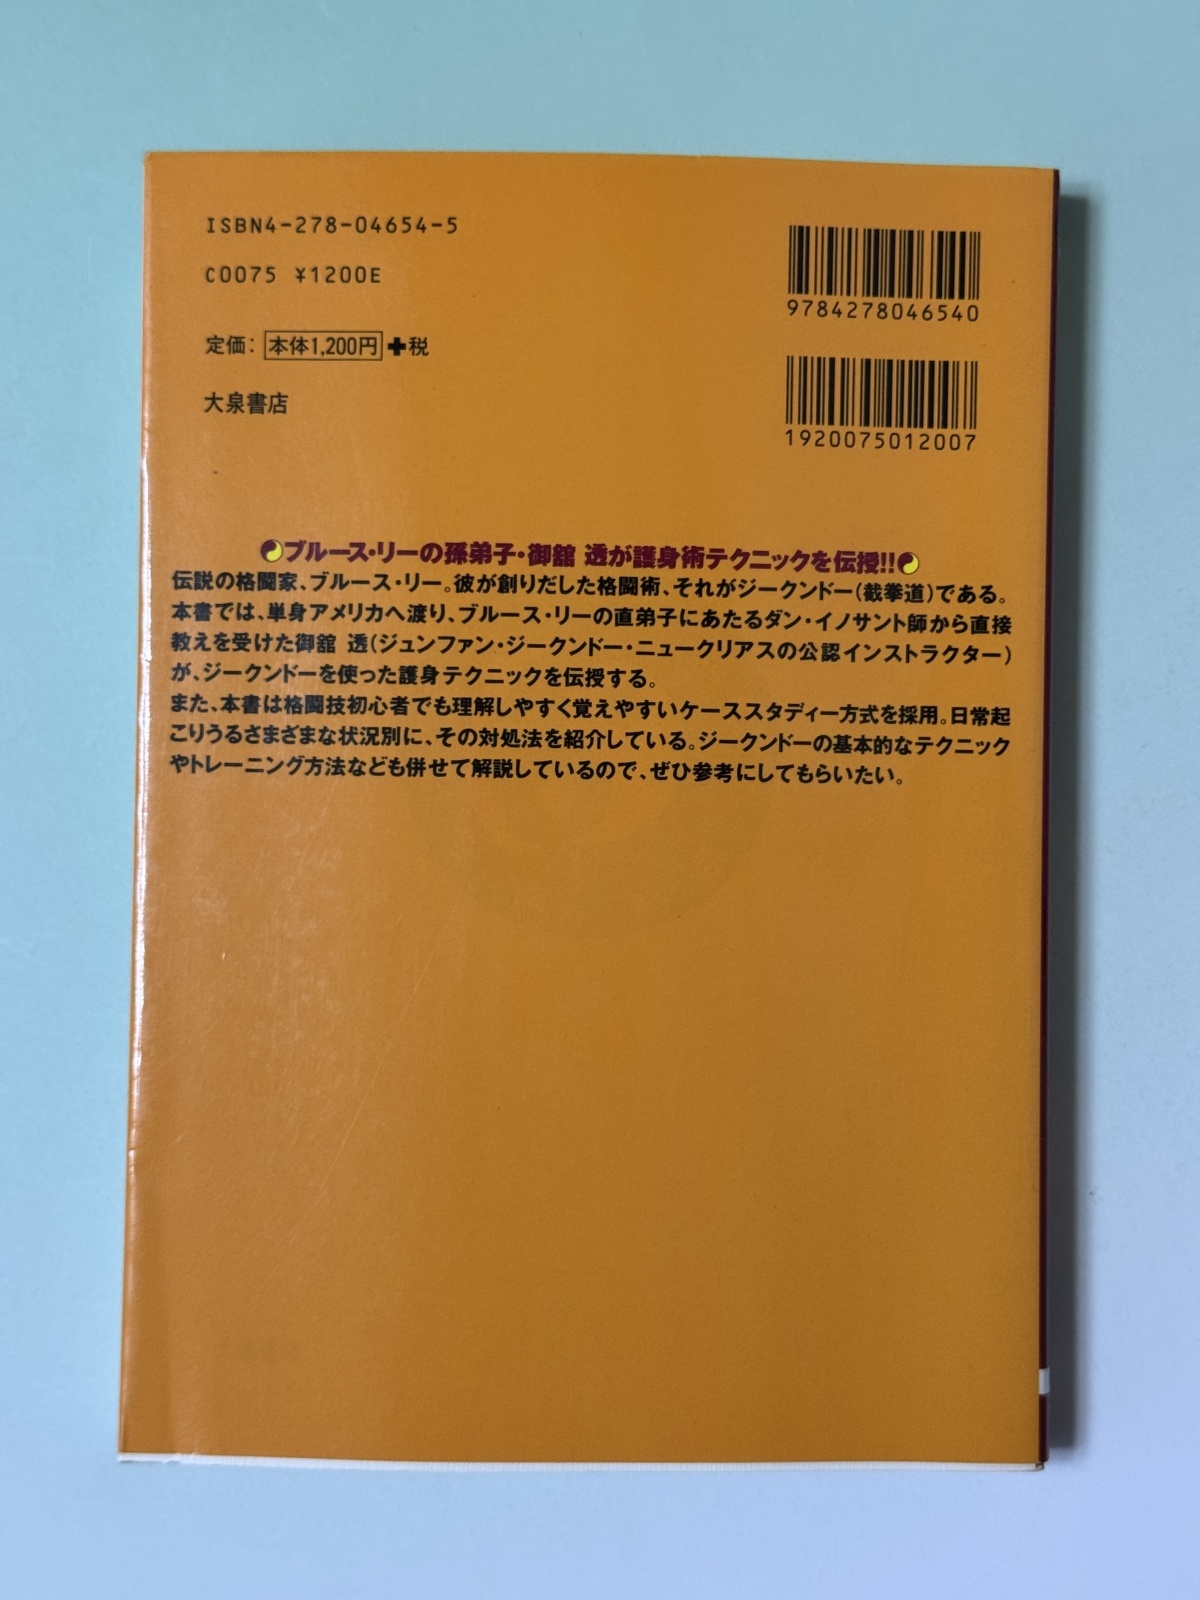 ISBN4-278-04654-5
C0075 ¥1200E
定価: 本体1,200円+税
大泉書店
9784278046540
1920075012007
ブルース・リーの孫弟子・御舘 透が護身術テクニックを伝授!!
伝説の格闘家、ブルース・リー。彼が創りだした格闘術、それがジークンドー(截拳道)である。
本書では、単身アメリカへ渡り、ブルース・リーの直弟子にあたるダン・イノサント師から直接
教えを受けた御舘 透(ジュンファン・ジークンドー・ニュークリアスの公認インストラクター)
が、ジークンドーを使った護身テクニックを伝授する。
また、本書は格闘技初心者でも理解しやすく覚えやすいケーススタディー方式を採用。日常起
こりうるさまざまな状況別に、その対処法を紹介している。ジークンドーの基本的なテクニック
やトレーニング方法なども併せて解説しているので、ぜひ参考にしてもらいたい。